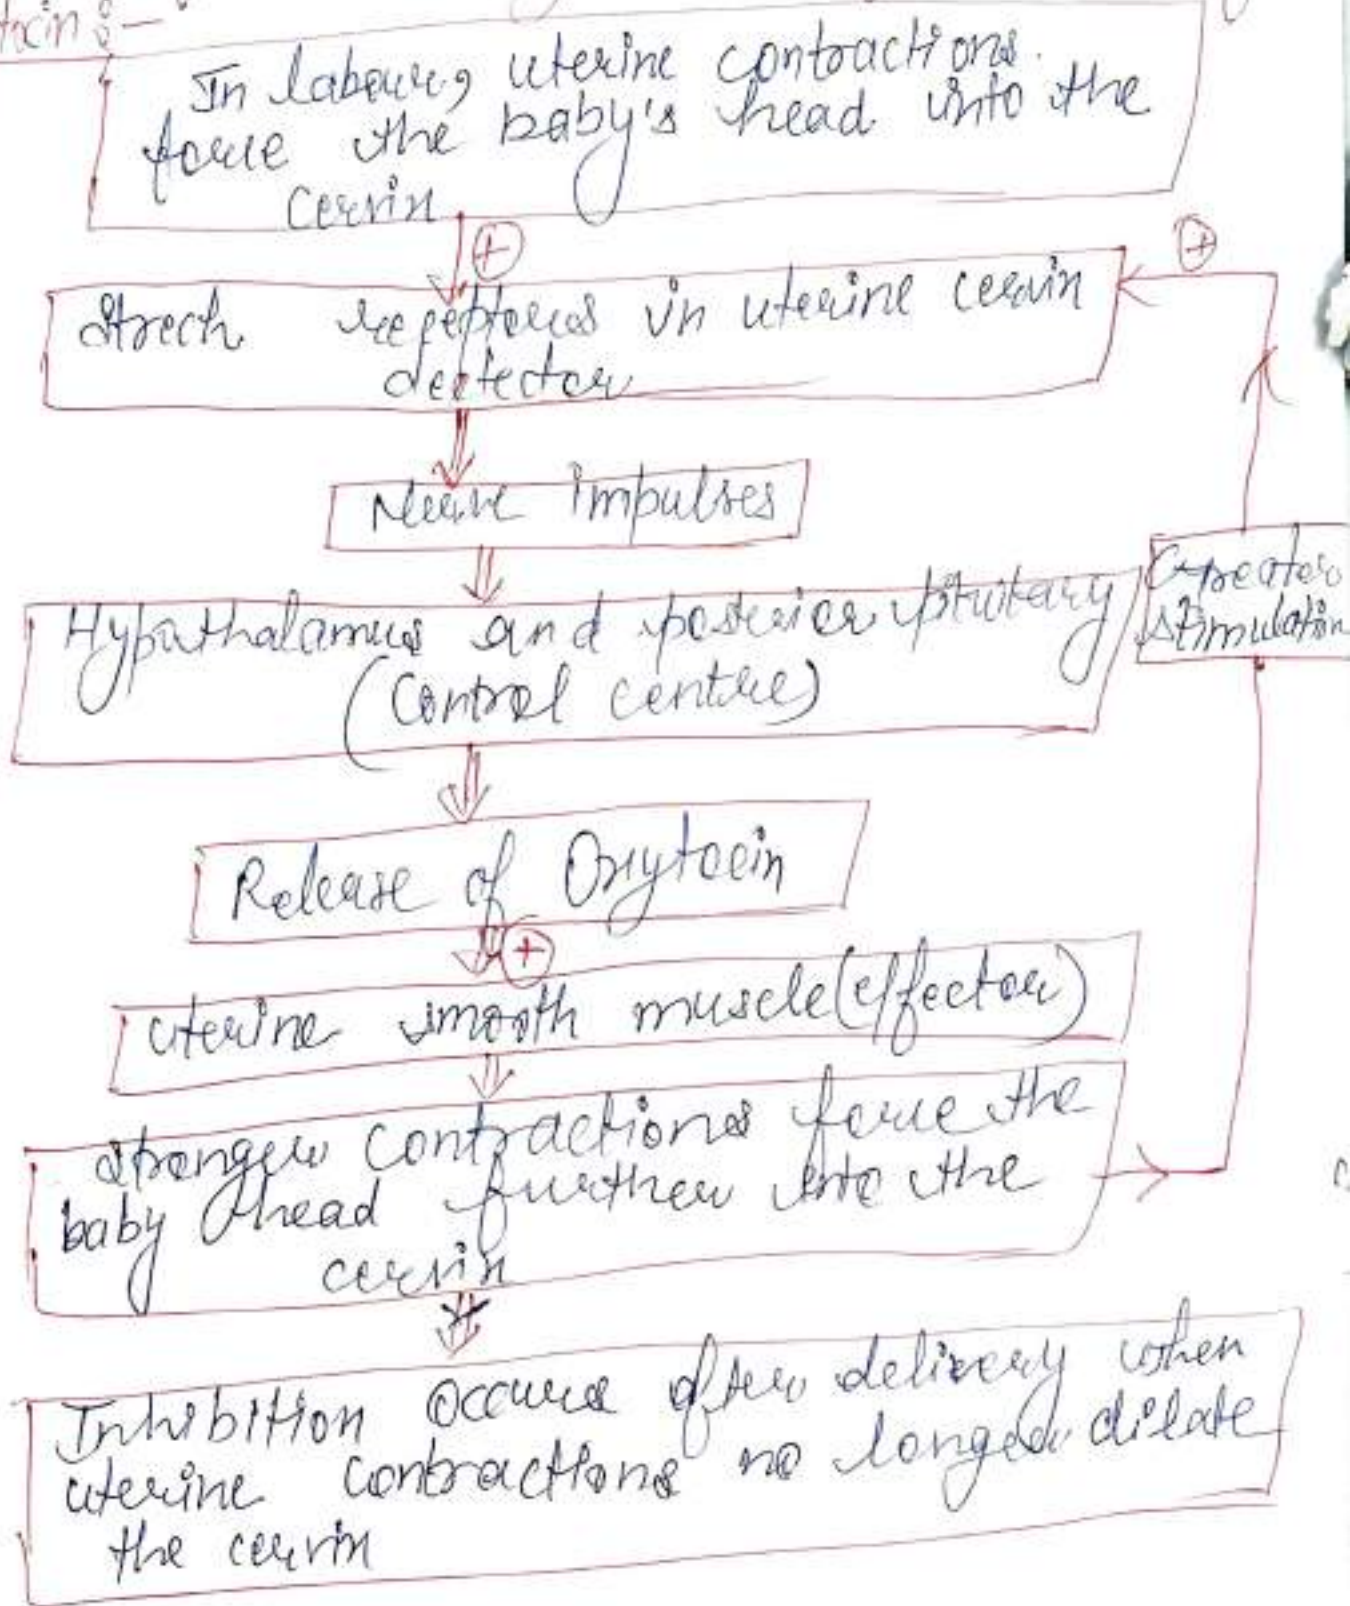 tocin :-
In labour, uterine contractions
force the baby's head into the
cervix
+
Strech receptores in uterine cervix
detector
+
Nerve impulses
Hypothalamus and posterior pituitary
(Control centre)
Greater
stimulation
Release of Oxytocin
+
uterine smooth muscle (effector)
Stronger contractions force the
baby head further into the
cervix
Inhibition occurs after delivery when
uterine contractions no longer dilate
the cervix